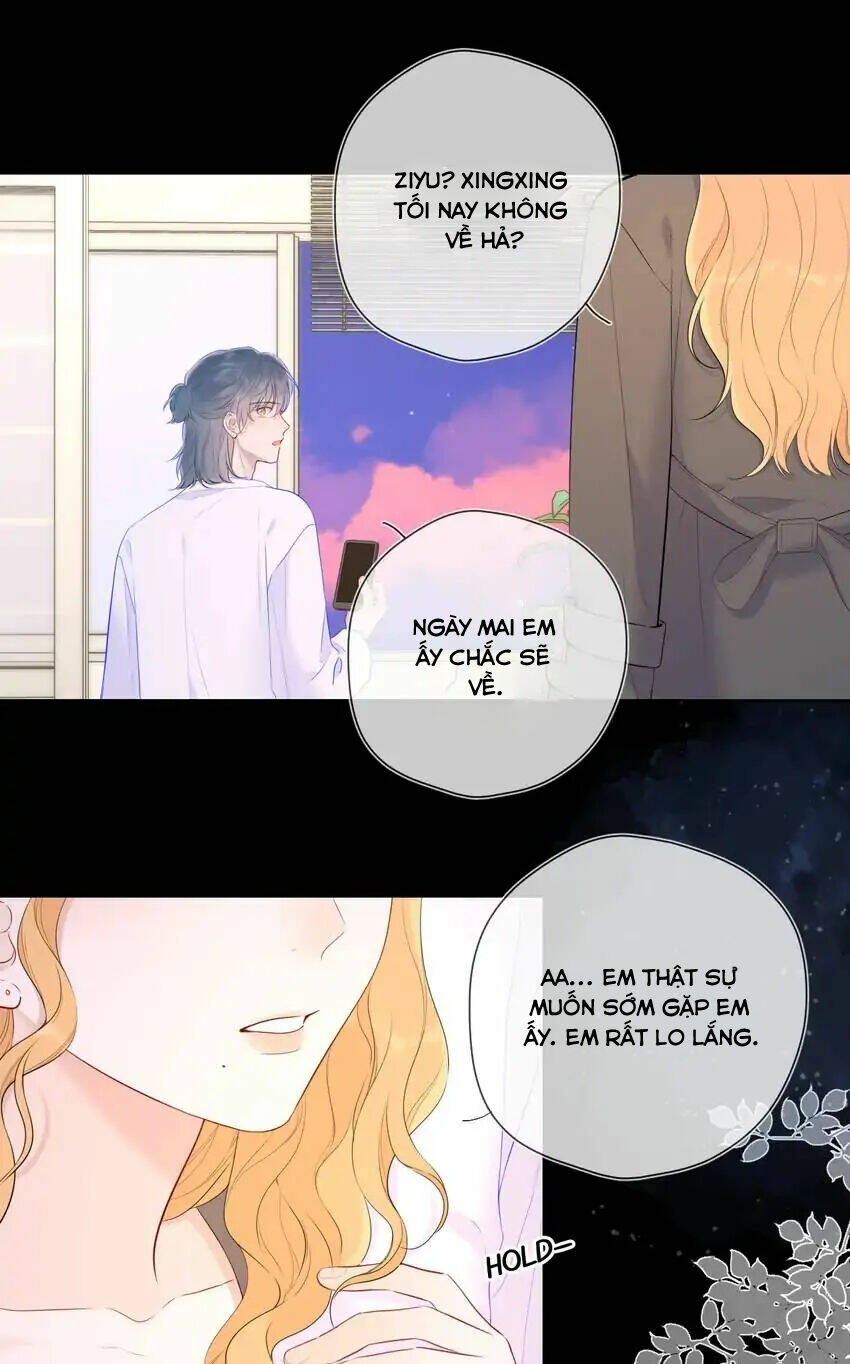 ZIYU? XINGXING
TỐI NAY KHÔNG
VỀ HẢ?
NGÀY MAI EM
ẤY CHẮC SẼ
VỀ.
AA... EM THẬT SỰ
MUỐN SỚM GẶP EM
ẤY. EM RẤT LO LẮNG.
HOLD-